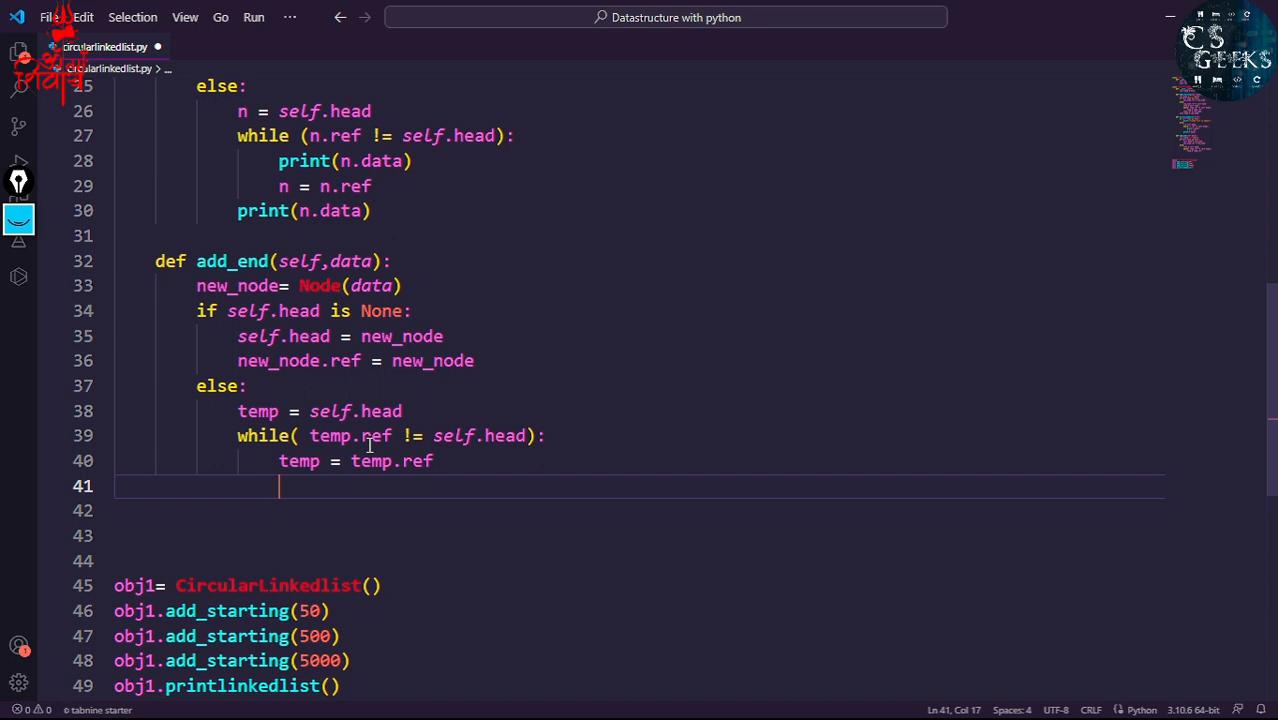 File Edit Selection View Go Run ... Datastructure with python
CS
GEEKS
circularlinkedlist.py
circularlinkedlist.py > ...
25 else:
26 n = self.head
27 while (n.ref != self.head):
28 print(n.data)
29 n = n.ref
30 print(n.data)
31
32 def add_end(self,data):
33 new_node= Node(data)
34 if self.head is None:
35 self.head = new_node
36 new_node.ref = new_node
37 else:
38 temp = self.head
39 while( temp.ref != self.head):
40 temp = temp.ref
41
42
43
44
45 obj1= CircularLinkedlist()
46 obj1.add_starting(50)
47 obj1.add_starting(500)
48 obj1.add_starting(5000)
49 obj1.printlinkedlist()
0 0 tabnine starter Ln 41, Col 17 Spaces: 4 UTF-8 CRLF Python 3.10.6 64-bit